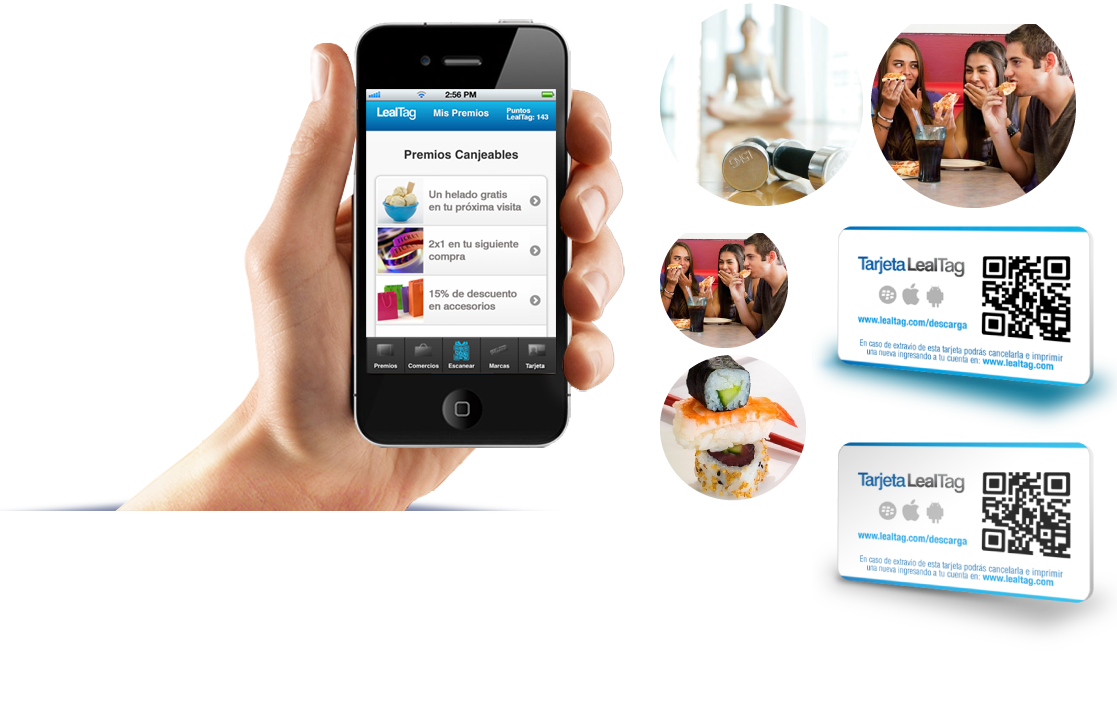 2:56 PM
LealTag
Mis Premios
Puntos
LealTag: 143
Premios Canjeables
Un helado gratis
en tu próxima visita
2x1 en tu siguiente
compra
15% de descuento
en accesorios
Premios
Comercios
Escanear
Marcas
Tarjeta
Tarjeta LealTag
www.lealtag.com/descarga
En caso de extravio de esta tarjeta podrás cancelarla e imprimir
una nueva ingresando a tu cuenta en: www.lealtag.com
Tarjeta LealTag
www.lealtag.com/descarga
En caso de extravio de esta tarjeta podrás cancelarla e imprimir
una nueva ingresando a tu cuenta en: www.lealtag.com